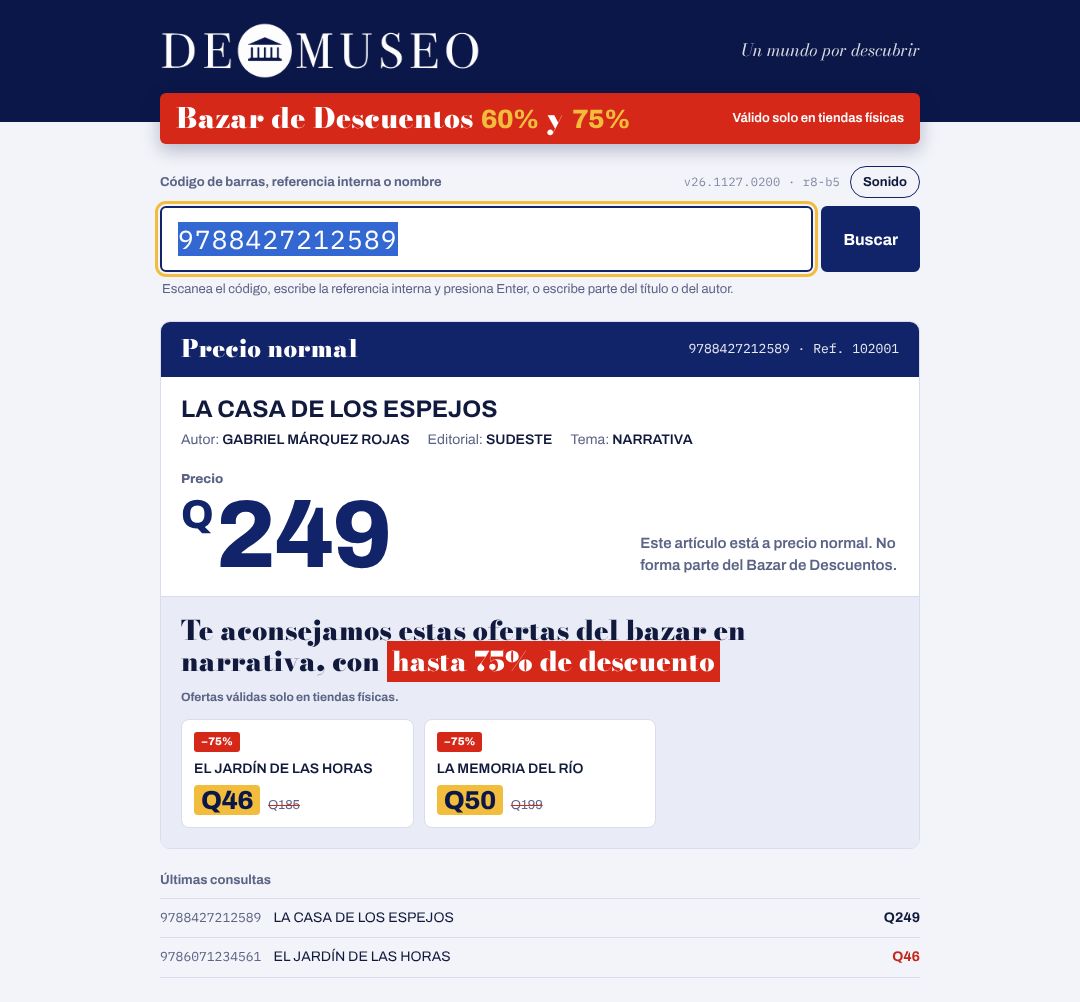 DE MUSEO
Un mundo por descubrir
Bazar de Descuentos 60% y 75%
Válido solo en tiendas físicas
Código de barras, referencia interna o nombre
v26.1127.0200 · r8-b5
Sonido
9788427212589
Buscar
Escanea el código, escribe la referencia interna y presiona Enter, o escribe parte del título o del autor.
Precio normal
9788427212589 · Ref. 102001
LA CASA DE LOS ESPEJOS
Autor: GABRIEL MÁRQUEZ ROJAS Editorial: SUDESTE Tema: NARRATIVA
Precio
Q249
Este artículo está a precio normal. No
forma parte del Bazar de Descuentos.
Te aconsejamos estas ofertas del bazar en
narrativa, con hasta 75% de descuento
Ofertas válidas solo en tiendas físicas.
−75%
EL JARDÍN DE LAS HORAS
Q46 Q185
−75%
LA MEMORIA DEL RÍO
Q50 Q199
Últimas consultas
9788427212589 LA CASA DE LOS ESPEJOS Q249
9786071234561 EL JARDÍN DE LAS HORAS Q46